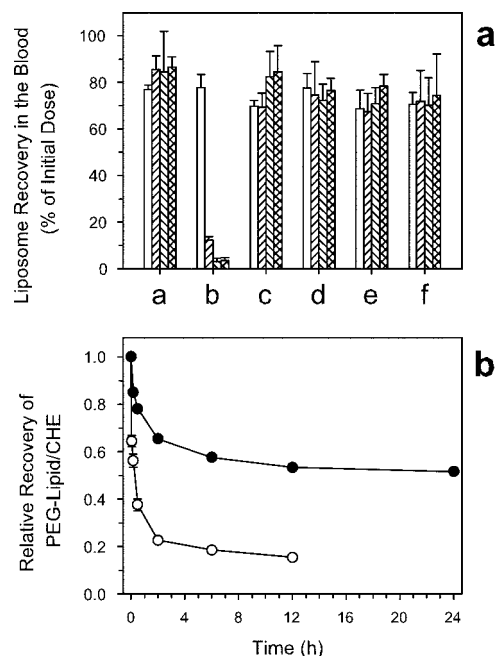 a
Liposome Recovery in the Blood
(% of Initial Dose)
100
80
60
40
20
0
a b c d e f
b
Relative Recovery of
PEG-Lipid/CHE
1.0
0.8
0.6
0.4
0.2
0.0
0 4 8 12 16 20 24
Time (h)